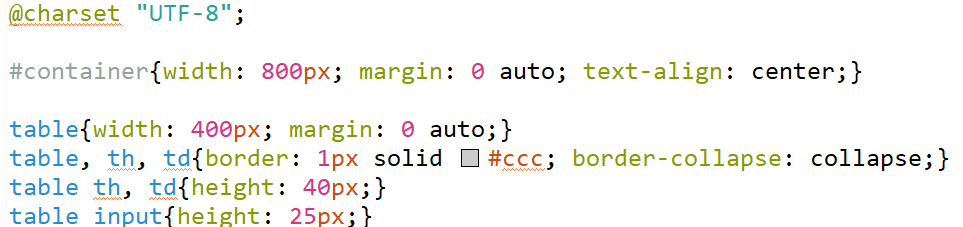 @charset "UTF-8";
#container{width: 800px; margin: 0 auto; text-align: center;}
table{width: 400px; margin: 0 auto;}
table, th, td{border: 1px solid #ccc; border-collapse: collapse;}
table th, td{height: 40px;}
table input{height: 25px;}